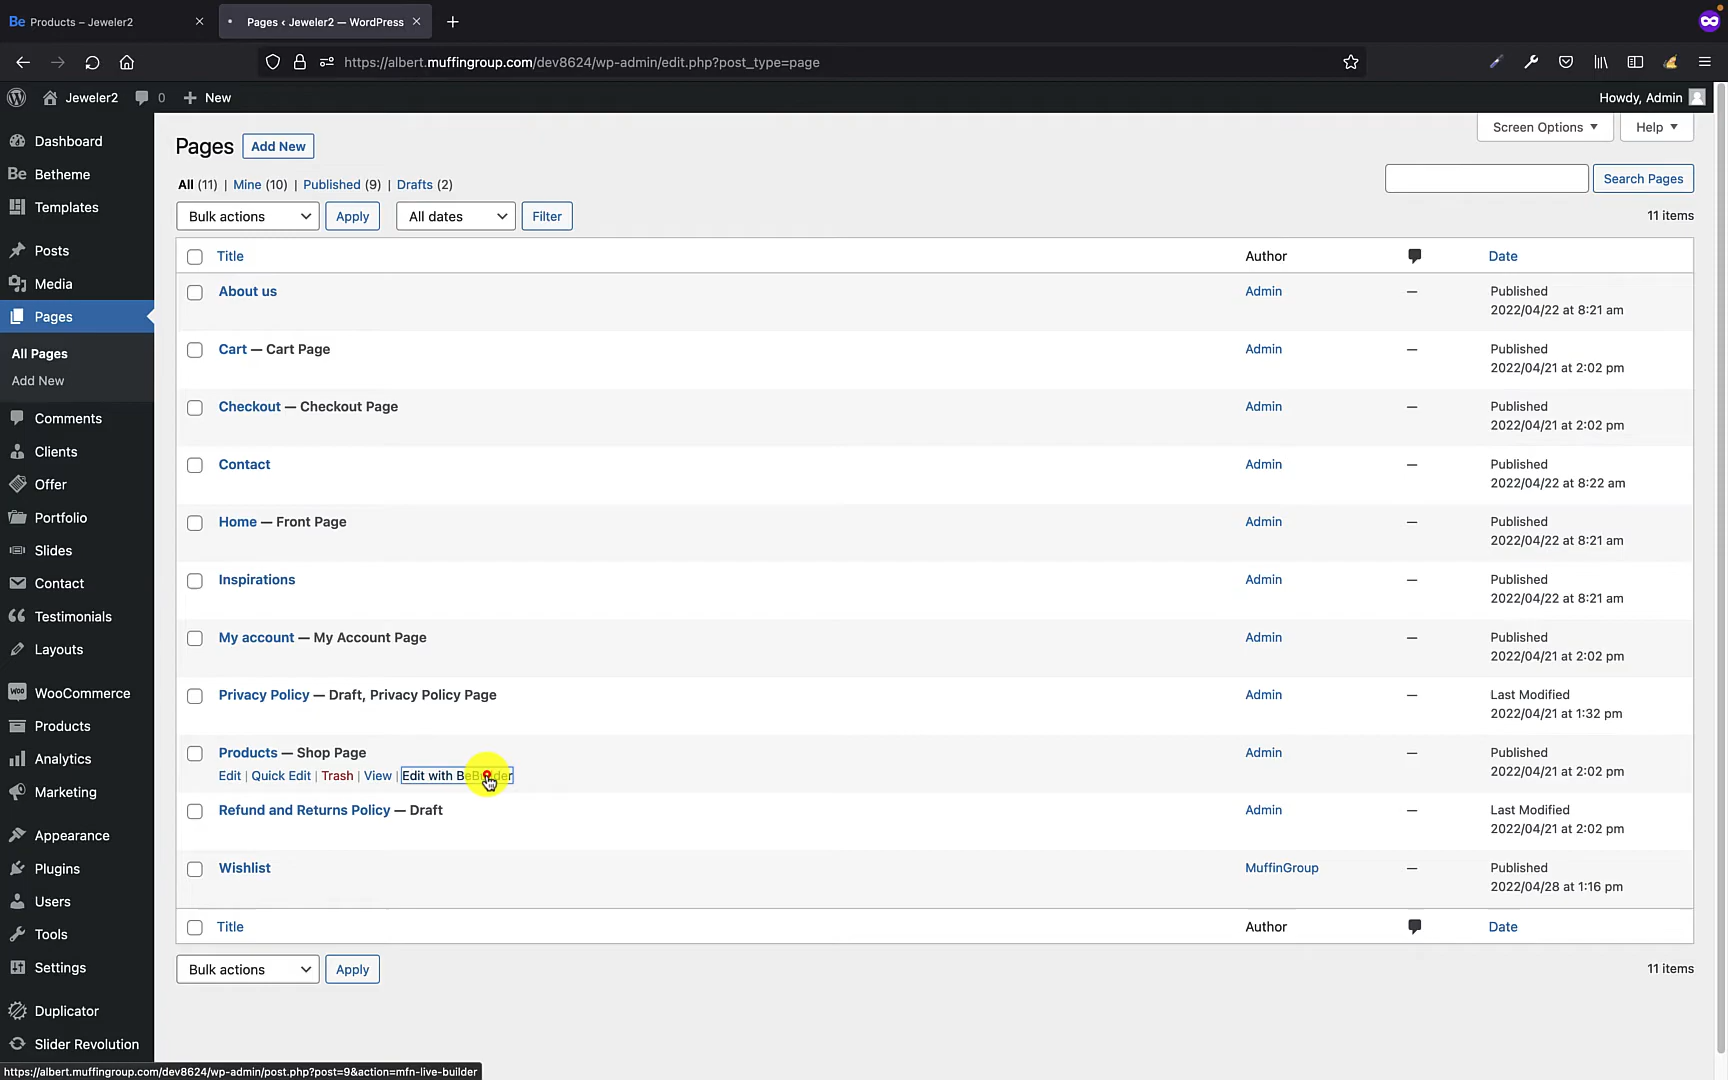 Be Products – Jeweler2
Pages ‹ Jeweler2 — WordPress
https://albert.muffingroup.com/dev8624/wp-admin/edit.php?post_type=page
Jeweler2 0 New
Howdy, Admin
Dashboard
Be Betheme
Templates
Posts
Media
Pages
All Pages
Add New
Comments
Clients
Offer
Portfolio
Slides
Contact
Testimonials
Layouts
Woo WooCommerce
Products
Analytics
Marketing
Appearance
Plugins
Users
Tools
Settings
Duplicator
Slider Revolution
Screen Options
Help
Pages Add New
All (11) | Mine (10) | Published (9) | Drafts (2)
Search Pages
Bulk actions Apply All dates Filter
11 items
Title Author Date
About us Admin — Published
2022/04/22 at 8:21 am
Cart — Cart Page Admin — Published
2022/04/21 at 2:02 pm
Checkout — Checkout Page Admin — Published
2022/04/21 at 2:02 pm
Contact Admin — Published
2022/04/22 at 8:22 am
Home — Front Page Admin — Published
2022/04/22 at 8:21 am
Inspirations Admin — Published
2022/04/22 at 8:21 am
My account — My Account Page Admin — Published
2022/04/21 at 2:02 pm
Privacy Policy — Draft, Privacy Policy Page Admin — Last Modified
2022/04/21 at 1:32 pm
Products — Shop Page Admin — Published
Edit | Quick Edit | Trash | View | Edit with BeBuilder 2022/04/21 at 2:02 pm
Refund and Returns Policy — Draft Admin — Last Modified
2022/04/21 at 2:02 pm
Wishlist MuffinGroup — Published
2022/04/28 at 1:16 pm
Title Author Date
Bulk actions Apply
11 items
https://albert.muffingroup.com/dev8624/wp-admin/post.php?post=9&action=mfn-live-builder